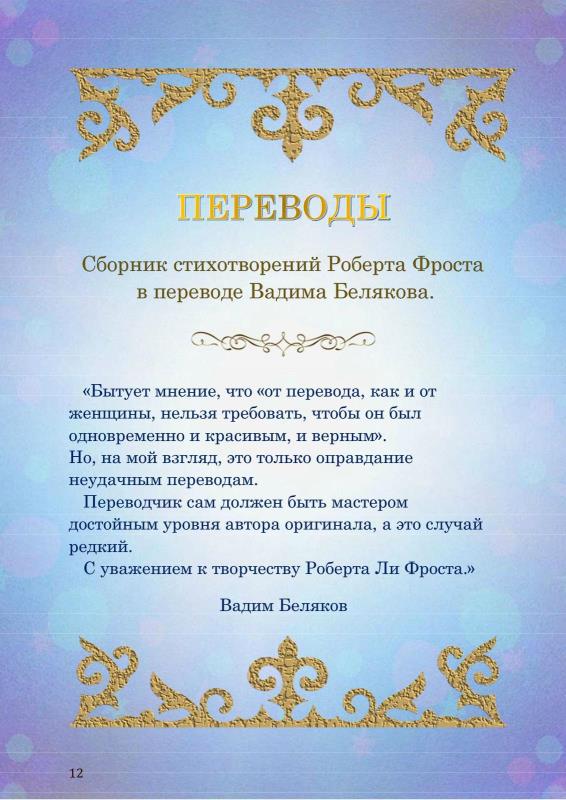 ПЕРЕВОДЫ
Сборник стихотворений Роберта Фроста
в переводе Вадима Белякова.
«Бытует мнение, что «от перевода, как и от
женщины, нельзя требовать, чтобы он был
одновременно и красивым, и верным».
Но, на мой взгляд, это только оправдание
неудачным переводам.
Переводчик сам должен быть мастером
достойным уровня автора оригинала, а это случай
редкий.
С уважением к творчеству Роберта Ли Фроста.»
Вадим Беляков
12